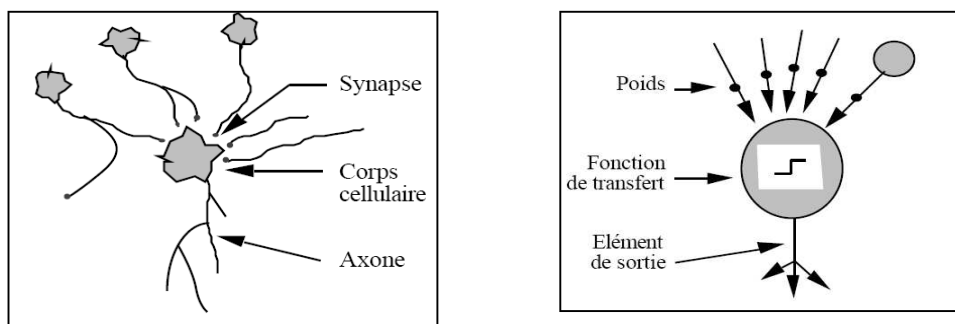 Synapse
Corps
cellulaire
Axone
Poids
Fonction
de transfert
Elément
de sortie